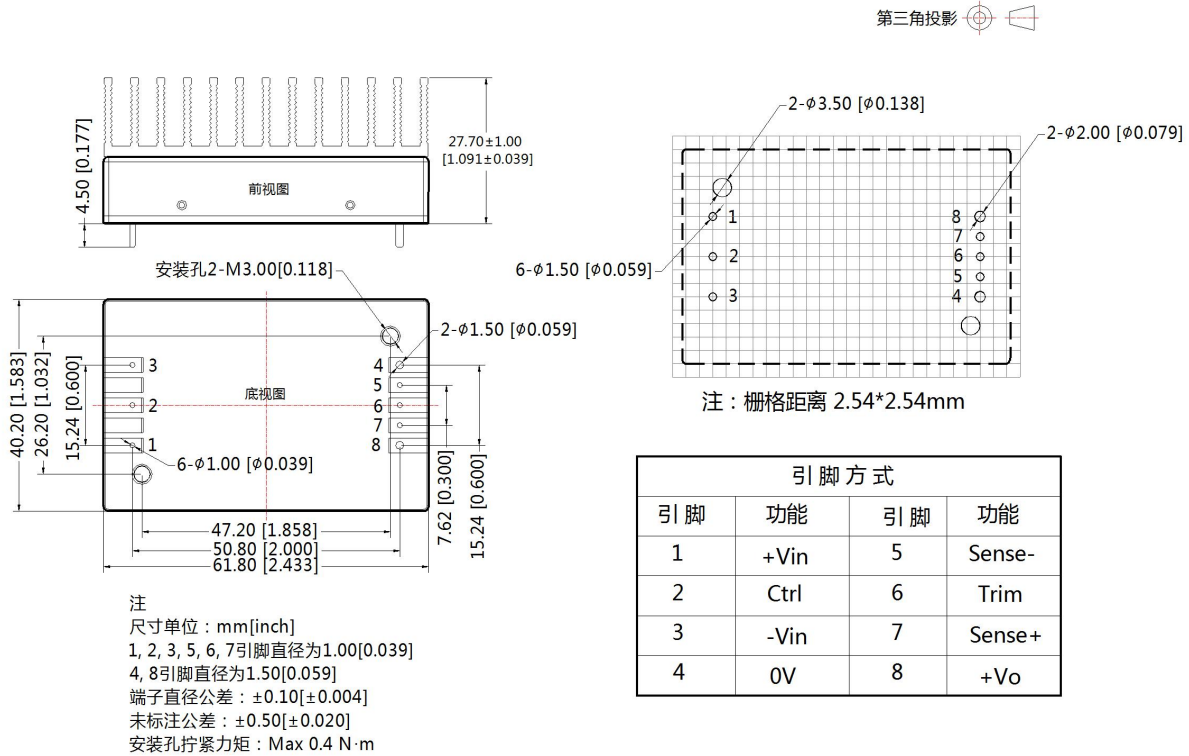 第三角投影
27.70±1.00
[1.091±0.039]
4.50 [0.177]
前视图
安装孔2-M3.00[0.118]
2-ϕ1.50 [ϕ0.059]
40.20 [1.583]
26.20 [1.032]
15.24 [0.600]
3
2
1
底视图
4
5
6
7
8
6-ϕ1.00 [ϕ0.039]
7.62 [0.300]
15.24 [0.600]
47.20 [1.858]
50.80 [2.000]
61.80 [2.433]
2-ϕ3.50 [ϕ0.138]
2-ϕ2.00 [ϕ0.079]
6-ϕ1.50 [ϕ0.059]
1
2
3
8
7
6
5
4
注：栅格距离 2.54*2.54mm
引脚方式
引脚 功能 引脚 功能
1 +Vin 5 Sense-
2 Ctrl 6 Trim
3 -Vin 7 Sense+
4 0V 8 +Vo
注
尺寸单位：mm[inch]
1, 2, 3, 5, 6, 7引脚直径为1.00[0.039]
4, 8引脚直径为1.50[0.059]
端子直径公差：±0.10[±0.004]
未标注公差：±0.50[±0.020]
安装孔拧紧力矩：Max 0.4 N·m